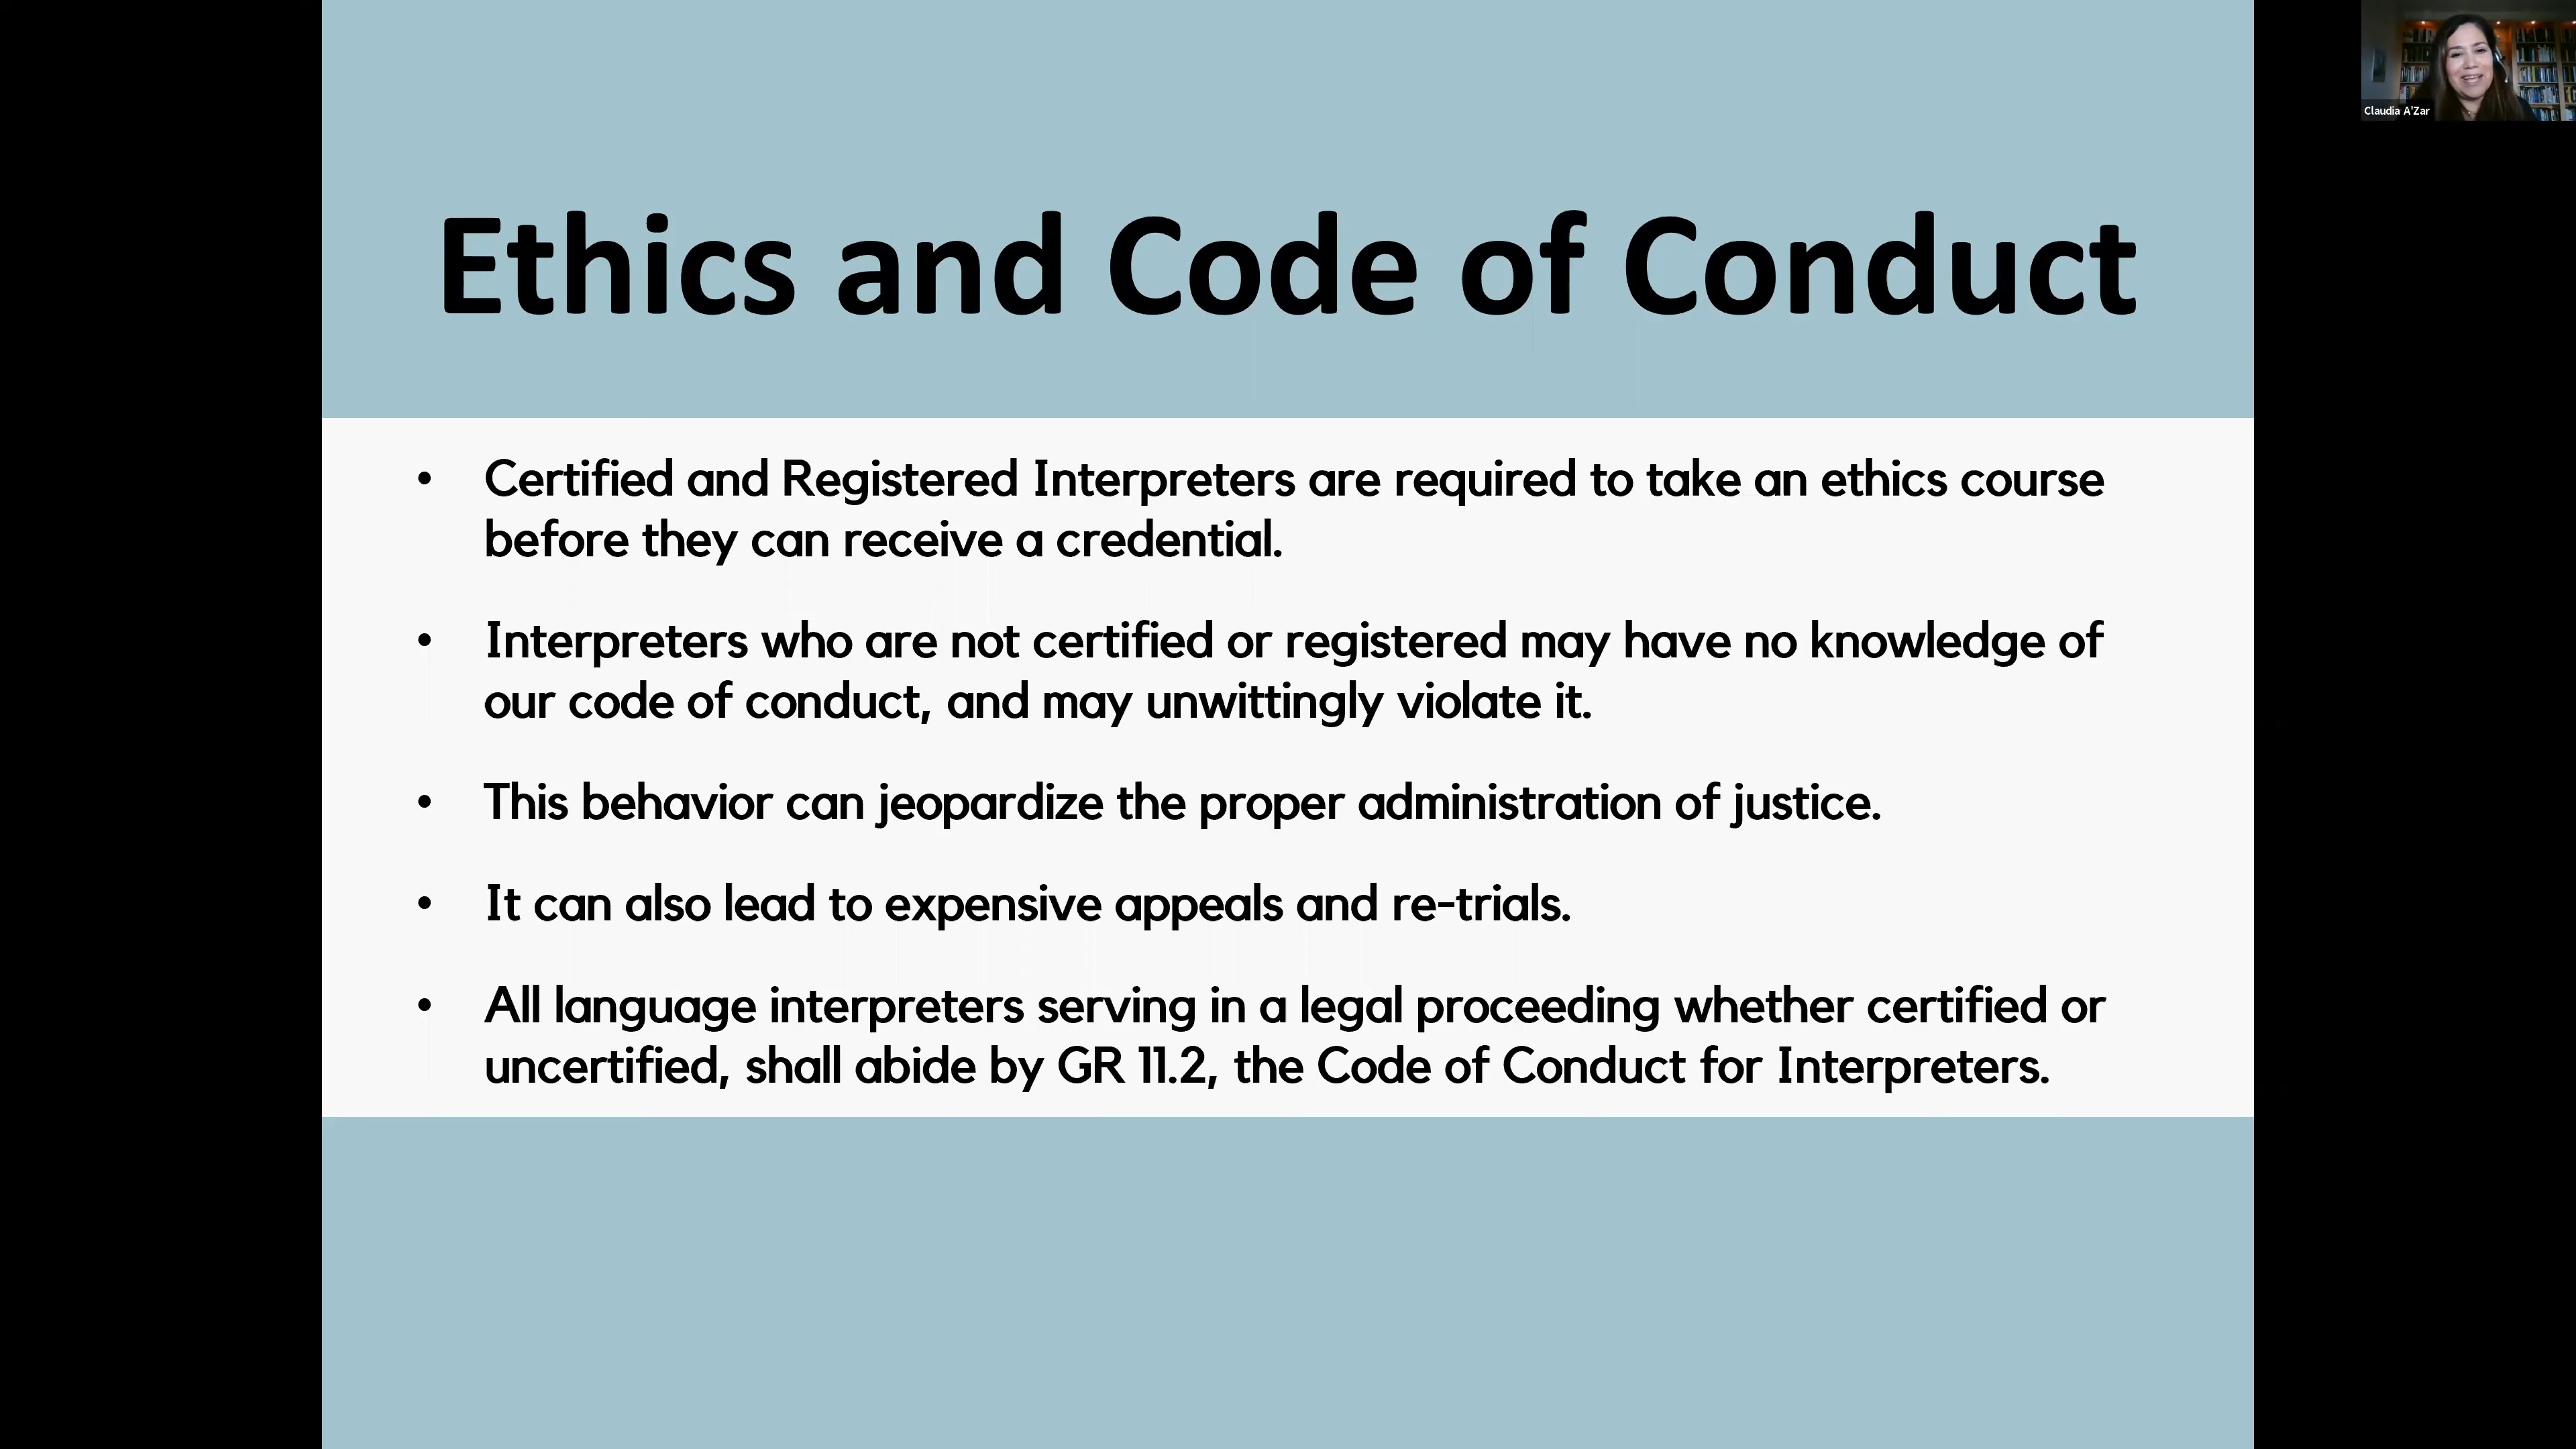 Claudia A'Zar
Ethics and Code of Conduct
• Certified and Registered Interpreters are required to take an ethics course
before they can receive a credential.
• Interpreters who are not certified or registered may have no knowledge of
our code of conduct, and may unwittingly violate it.
• This behavior can jeopardize the proper administration of justice.
• It can also lead to expensive appeals and re-trials.
• All language interpreters serving in a legal proceeding whether certified or
uncertified, shall abide by GR 11.2, the Code of Conduct for Interpreters.